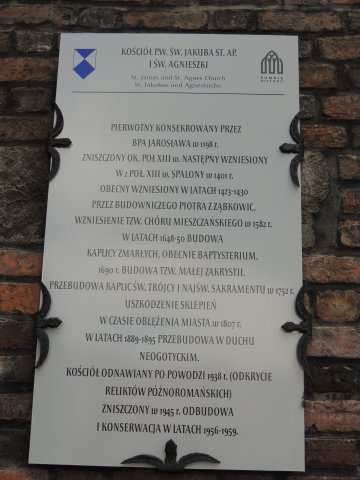 KOŚCIÓŁ P.W. ŚW. JAKUBA ST. AP.
I ŚW. AGNIESZKI
St. James and St. Agnes Church
St. Jakobus und Agneskirche
POMNIK
HISTORII
PIERWOTNY KONSEKROWANY PRZEZ
BPA JAROSŁAWA w 1198 r.
ZNISZCZONY OK. POŁ XIII w. NASTĘPNY WZNIESIONY
W 2 POŁ. XIII w. SPALONY w 1401 r.
OBECNY WZNIESIONY W LATACH 1423-1430
PRZEZ BUDOWNICZEGO PIOTRA Z ZĄBKOWIC.
WZNIESIENIE TZW. CHÓRU MIESZCZAŃSKIEGO w 1582 r.
W LATACH 1648-50 BUDOWA
KAPLICY ZMARŁYCH, OBECNIE BAPTYSTERIUM.
1690 r. BUDOWA TZW. MAŁEJ ZAKRYSTII.
PRZEBUDOWA KAPLIC ŚW. TRÓJCY I NAJŚW. SAKRAMENTU w 1752 r.
USZKODZENIE SKLEPIEŃ
W CZASIE OBLĘŻENIA MIASTA w 1807 r.
W LATACH 1889-1895 PRZEBUDOWA W DUCHU
NEOGOTYCKIM.
KOŚCIÓŁ ODNAWIANY PO POWODZI 1938 r. (ODKRYCIE
RELIKTÓW PÓŹNOROMAŃSKICH)
ZNISZCZONY w 1945 r. ODBUDOWA
I KONSERWACJA W LATACH 1956-1959.